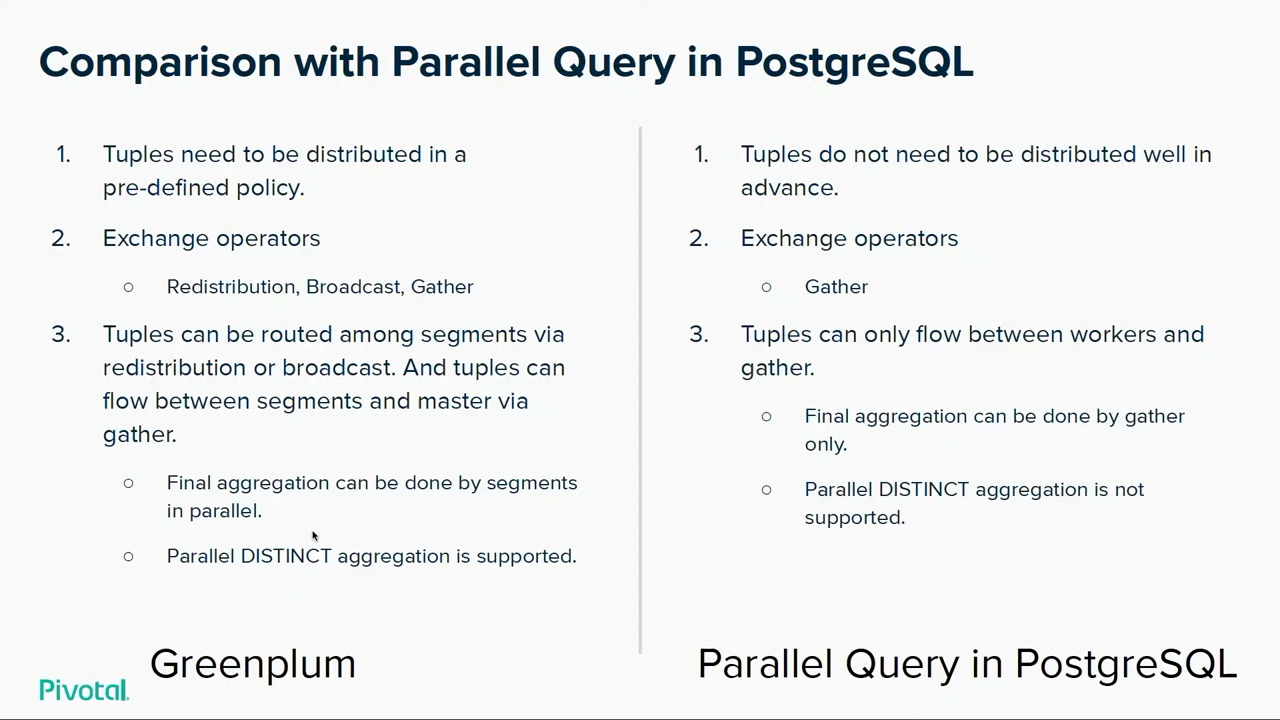 Comparison with Parallel Query in PostgreSQL
1. Tuples need to be distributed in a
pre-defined policy.
2. Exchange operators
○ Redistribution, Broadcast, Gather
3. Tuples can be routed among segments via
redistribution or broadcast. And tuples can
flow between segments and master via
gather.
○ Final aggregation can be done by segments
in parallel.
○ Parallel DISTINCT aggregation is supported.
Greenplum
1. Tuples do not need to be distributed well in
advance.
2. Exchange operators
○ Gather
3. Tuples can only flow between workers and
gather.
○ Final aggregation can be done by gather
only.
○ Parallel DISTINCT aggregation is not
supported.
Parallel Query in PostgreSQL
Pivotal.